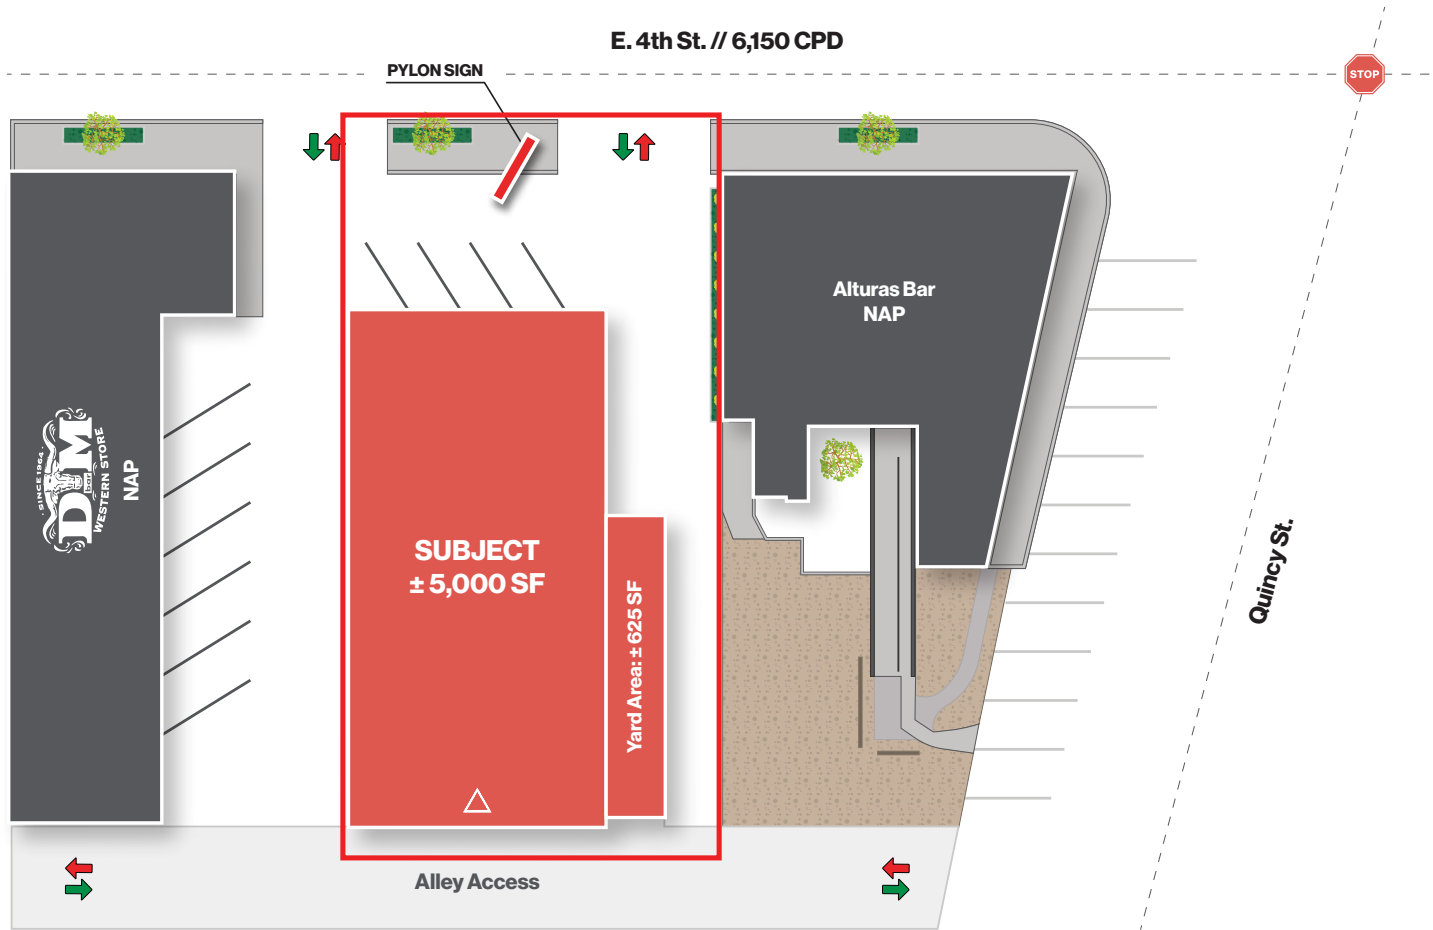 E. 4th St. // 6,150 CPD
PYLON SIGN
STOP
Alturas Bar
NAP
SINCE 1964
D bar M
WESTERN STORE
NAP
SUBJECT
± 5,000 SF
Yard Area: ± 625 SF
Quincy St.
Alley Access